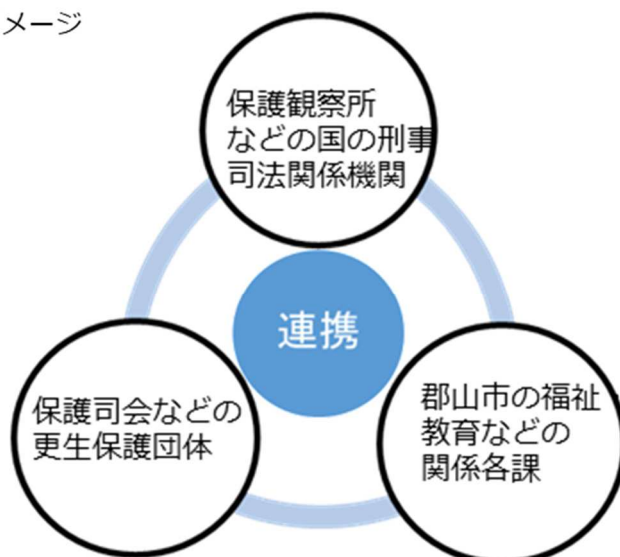 メージ
保護観察所
などの国の刑事
司法関係機関
連携
保護司会などの
更生保護団体
郡山市の福祉
教育などの
関係各課